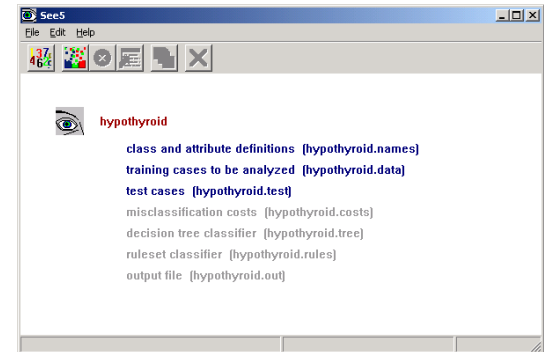 See5
File Edit Help
hypothyroid
class and attribute definitions (hypothyroid.names)
training cases to be analyzed (hypothyroid.data)
test cases (hypothyroid.test)
misclassification costs (hypothyroid.costs)
decision tree classifier (hypothyroid.tree)
ruleset classifier (hypothyroid.rules)
output file (hypothyroid.out)